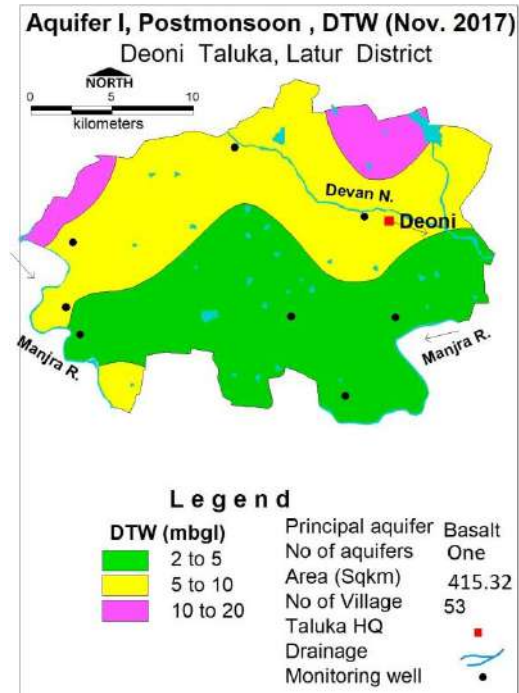 Aquifer I, Postmonsoon , DTW (Nov. 2017)
Deoni Taluka, Latur District
NORTH
0 5 10
kilometers
Devan N.
Deoni
Manjra R.
Manjra R.
Legend
DTW (mbgl)
2 to 5
5 to 10
10 to 20
Principal aquifer Basalt
No of aquifers One
Area (Sqkm) 415.32
No of Village 53
Taluka HQ
Drainage
Monitoring well